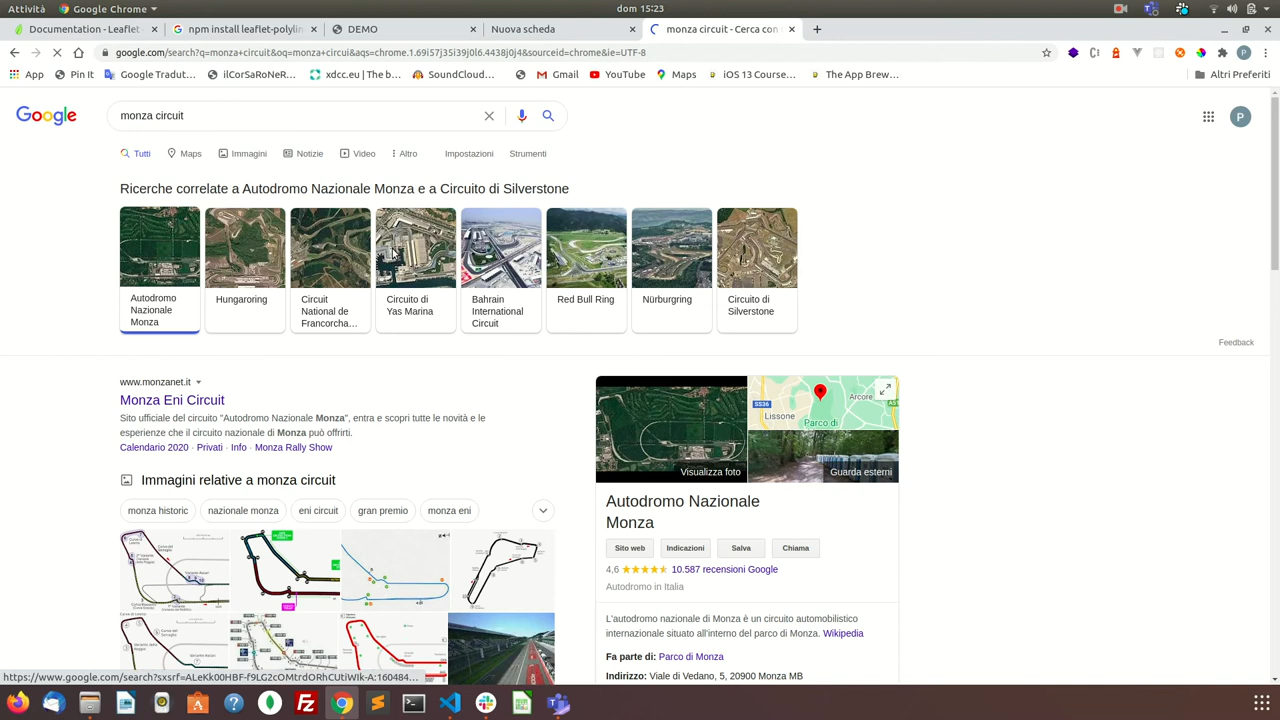 Attività Google Chrome dom 15:23
Documentation - Leaflet npm install leaflet-polylin DEMO Nuova scheda monza circuit - Cerca con
google.com/search?q=monza+circuit&oq=monza+circui&aqs=chrome.1.69i57j35i39j0l6.4438j0j4&sourceid=chrome&ie=UTF-8
App Pin It Google Tradut... ilCorSaRoNeR... xdcc.eu | The b... SoundCloud... Gmail YouTube Maps iOS 13 Course... The App Brew... Altri Preferiti
Google monza circuit P
Tutti Maps Immagini Notizie Video Altro Impostazioni Strumenti
Ricerche correlate a Autodromo Nazionale Monza e a Circuito di Silverstone
Autodromo Nazionale Monza
Hungaroring
Circuit National de Francorcha...
Circuito di Yas Marina
Bahrain International Circuit
Red Bull Ring
Nürburgring
Circuito di Silverstone
Feedback
www.monzanet.it
Monza Eni Circuit
Sito ufficiale del circuito "Autodromo Nazionale Monza", entra e scopri tutte le novità e le
esperienze che il circuito nazionale di Monza può offrirti.
Calendario 2020 · Privati · Info · Monza Rally Show
Immagini relative a monza circuit
monza historic nazionale monza eni circuit gran premio monza eni
SS36
Lissone
Arcore
Parco di
Visualizza foto
Guarda esterni
Autodromo Nazionale
Monza
Sito web Indicazioni Salva Chiama
4,6 10.587 recensioni Google
Autodromo in Italia
L'autodromo nazionale di Monza è un circuito automobilistico
internazionale situato all'interno del parco di Monza. Wikipedia
Fa parte di: Parco di Monza
Indirizzo: Viale di Vedano, 5, 20900 Monza MB
https://www.google.com/search?sxsrf=ALeKk00HBF-f9LG2cOMtrdORhCUtiWIk-A:160484...